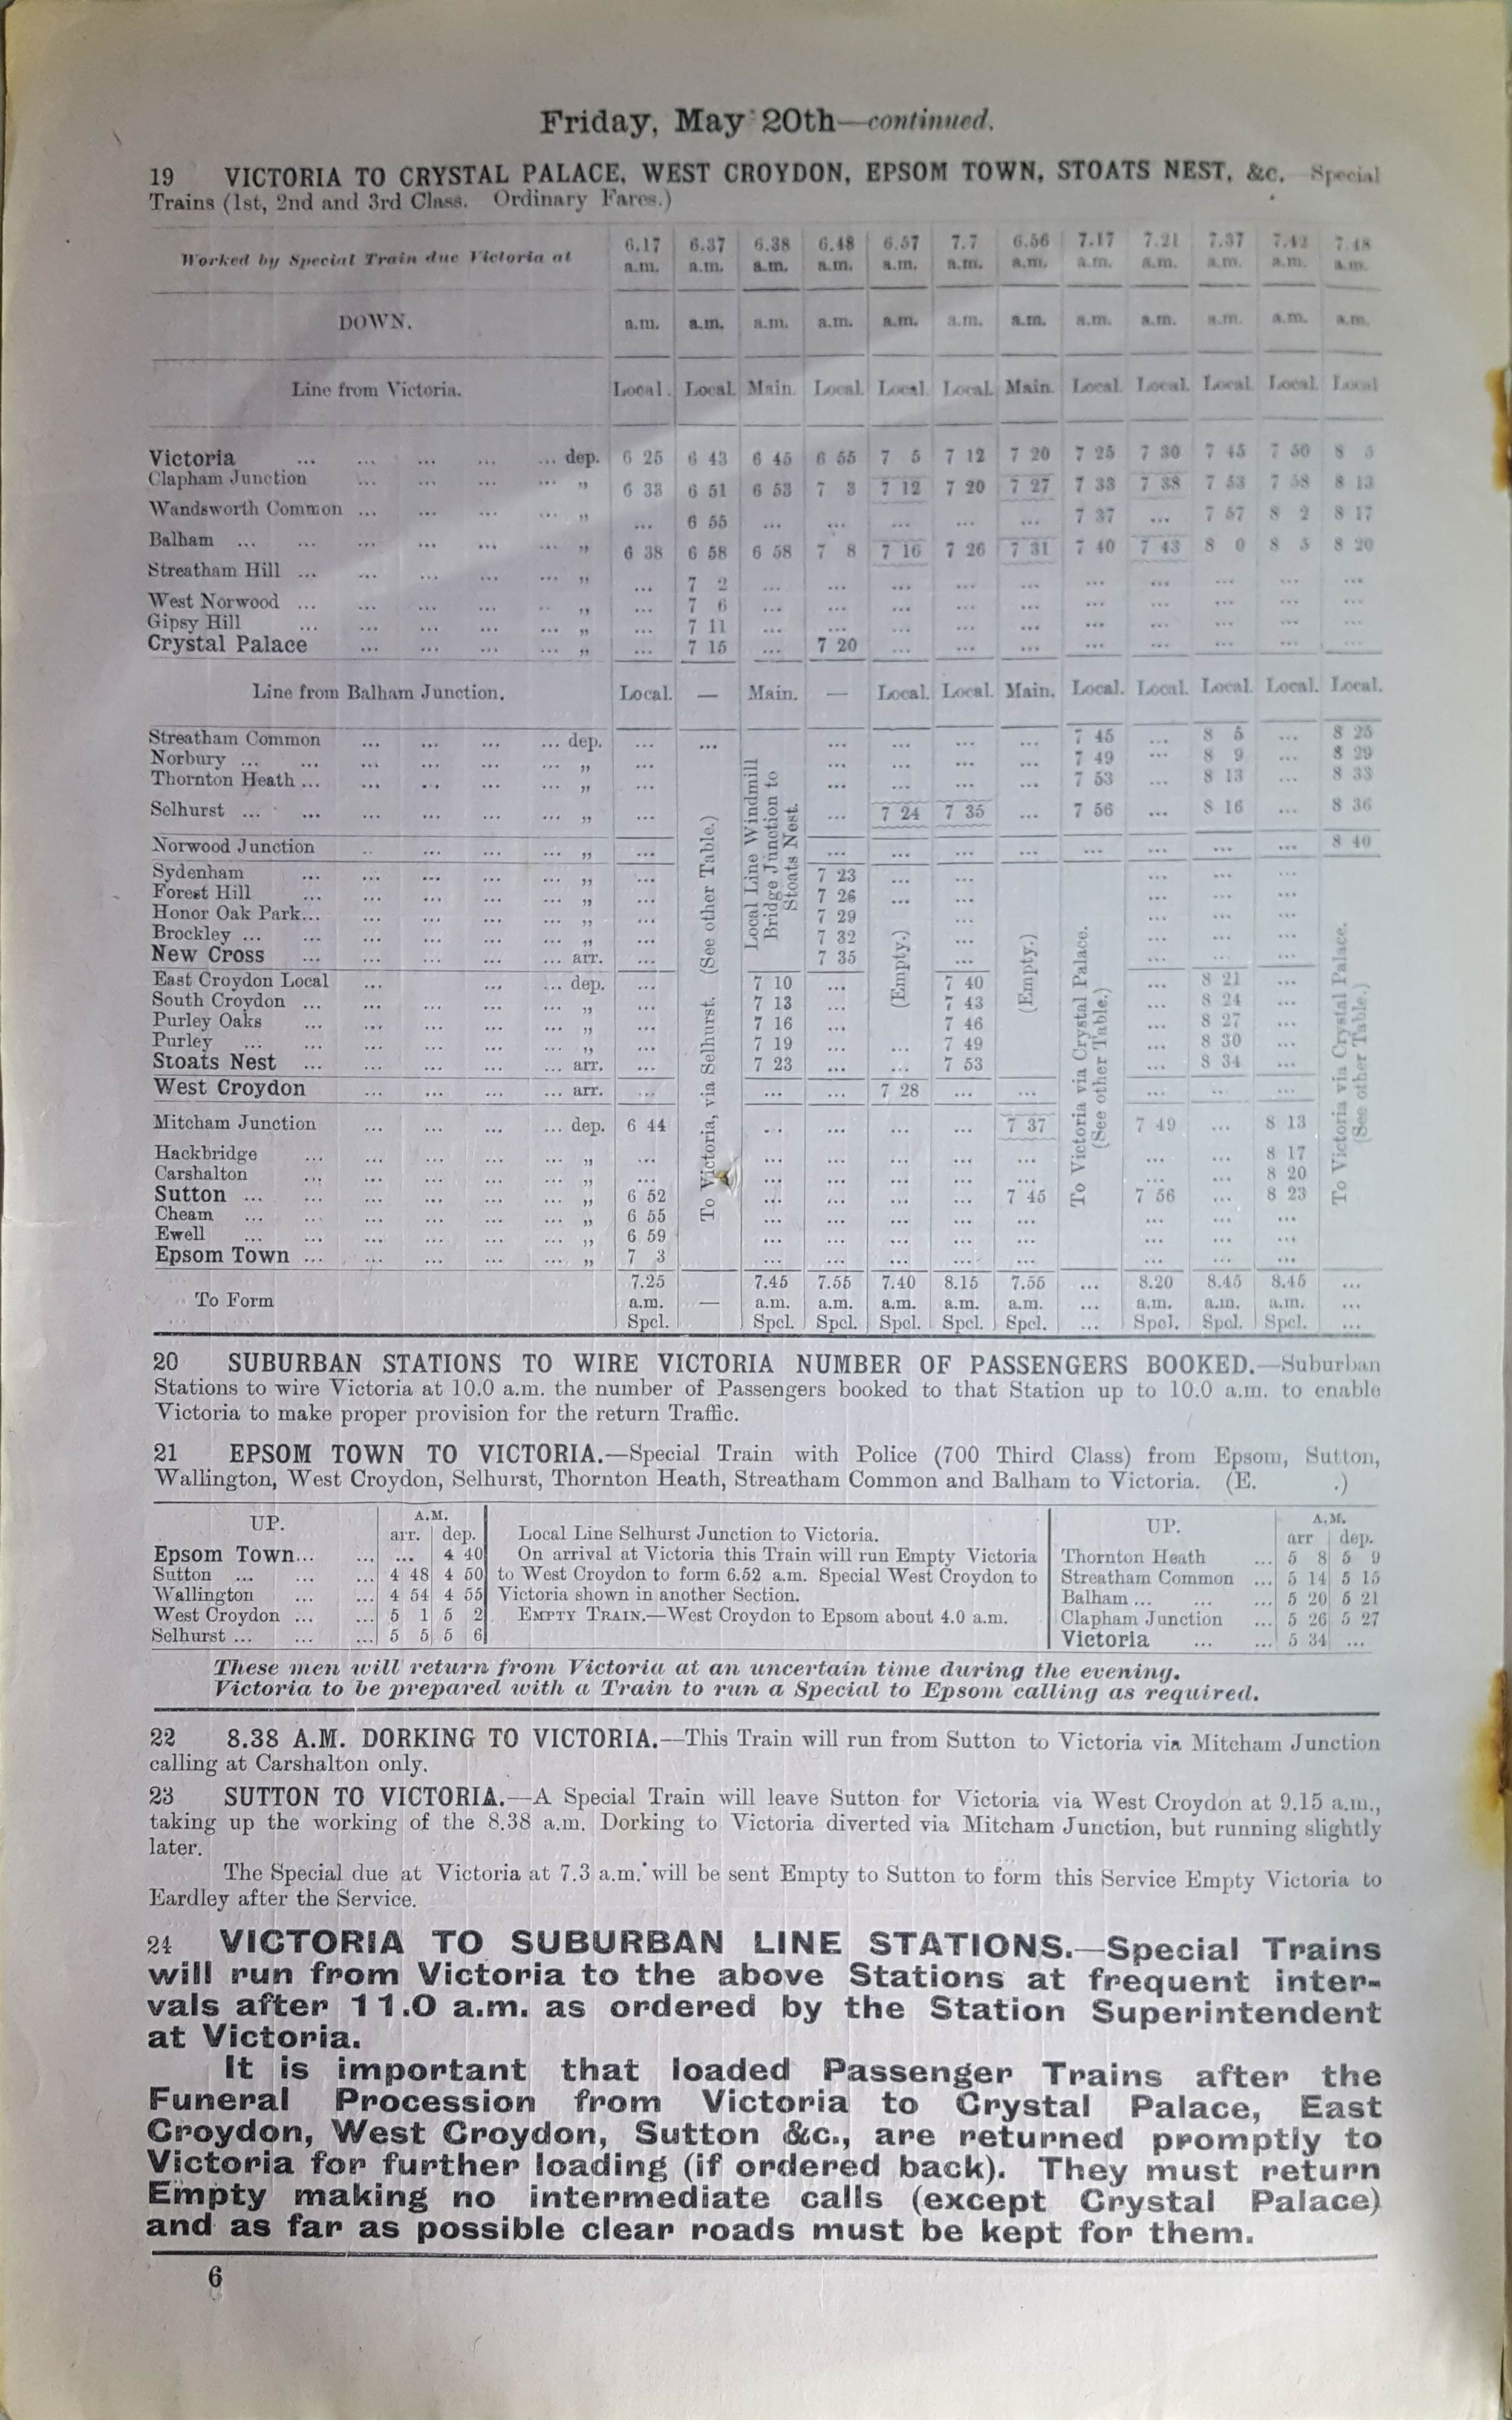 Friday, May 20th—continued.
19 VICTORIA TO CRYSTAL PALACE, WEST CROYDON, EPSOM TOWN, STOATS NEST, &c. Special
Trains (1st, 2nd and 3rd Class. Ordinary Fares.)
Worked by Special Train due Victoria at 6.17 a.m. 6.37 a.m. 6.38 a.m. 6.48 a.m. 6.57 a.m. 7.7 a.m. 6.56 a.m. 7.17 a.m. 7.21 a.m. 7.37 a.m. 7.42 a.m. 7.48 a.m.
DOWN. a.m. a.m. a.m. a.m. a.m. a.m. a.m. a.m. a.m. a.m. a.m. a.m.
Line from Victoria. Local. Local. Main. Local. Local. Local. Main. Local. Local. Local. Local. Local
Victoria ... ... ... ... ... dep. 6 25 6 43 6 45 6 55 7 5 7 12 7 20 7 25 7 30 7 45 7 50 8 5
Clapham Junction ... ... ... ... ,, 6 33 6 51 6 53 7 3 7 12 7 20 7 27 7 33 7 38 7 53 7 58 8 13
Wandsworth Common ... ... ... ... ... ,, ... 6 55 ... ... ... ... ... 7 37 ... 7 57 8 2 8 17
Balham ... ... ... ... ... ... ,, 6 38 6 58 6 58 7 8 7 16 7 26 7 31 7 40 7 43 8 0 8 5 8 20
Streatham Hill ... ... ... ... ... ,, ... 7 2 ... ... ... ... ... ... ... ... ... ...
West Norwood ... ... ... ... ... ,, ... 7 6 ... ... ... ... ... ... ... ... ... ...
Gipsy Hill ... ... ... ... ... ,, ... 7 11 ... ... ... ... ... ... ... ... ... ...
Crystal Palace ... ... ... ... ,, ... 7 15 ... 7 20 ... ... ... ... ... ... ... ...
Line from Balham Junction. Local. — Main. — Local. Local. Main. Local. Local. Local. Local. Local.
Streatham Common ... ... ... ... dep. ... ... ... ... ... ... 7 45 ... 8 5 ... 8 25
Norbury ... ... ... ... ... ,, ... ... ... ... ... 7 49 ... 8 9 ... 8 29
Thornton Heath ... ... ... ... ... ,, ... ... ... ... ... 7 53 ... 8 13 ... 8 33
Selhurst ... ... ... ... ... ,, ... ... 7 24 7 35 ... 7 56 ... 8 16 ... 8 36
Norwood Junction ... ... ... ... ,, ... ... ... ... ... ... ... ... ... 8 40
Sydenham ... ... ... ... ... ,, ... 7 23 ... ... ... ... ...
Forest Hill ... ... ... ... ... ,, ... 7 26 ... ... ... ... ...
Honor Oak Park... ... ... ... ... ,, ... 7 29 ... ... ... ...
Brockley ... ... ... ... ... ... ,, ... 7 32 ... ... ... ...
New Cross ... ... ... ... ... arr. ... 7 35 ... ... ... ...
East Croydon Local ... ... ... dep. ... 7 10 ... 7 40 ... 8 21 ...
South Croydon ... ... ... ... ... ,, ... 7 13 ... 7 43 ... 8 24 ...
Purley Oaks ... ... ... ... ... ,, ... 7 16 ... 7 46 ... 8 27 ...
Purley ... ... ... ... ... ,, ... 7 19 ... ... 7 49 ... 8 30 ...
Stoats Nest ... ... ... ... ... arr. ... 7 23 ... ... 7 53 ... 8 34 ...
West Croydon ... ... ... ... arr. ... ... ... 7 28 ... ... ... ... ...
Mitcham Junction ... ... ... ... dep. 6 44 ... ... ... ... 7 37 7 49 ... 8 13
Hackbridge ... ... ... ... ... ,, ... ... ... ... ... ... ... ... 8 17
Carshalton ... ... ... ... ... ,, ... ... ... ... ... ... ... ... 8 20
Sutton ... ... ... ... ... ... ,, 6 52 ... ... ... ... 7 45 7 56 ... 8 23
Cheam ... ... ... ... ... ,, 6 55 ... ... ... ... ... ... ... ...
Ewell ... ... ... ... ... ,, 6 59 ... ... ... ... ... ... ... ...
Epsom Town ... ... ... ... ... ,, 7 3 ... ... ... ... ... ... ... ...
To Victoria, via Selhurst. (See other Table.)
Local Line Windmill
Bridge Junction to
Stoats Nest.
(Empty.)
(Empty.)
To Victoria via Crystal Palace.
(See other Table.)
To Victoria via Crystal Palace.
(See other Table.)
To Form 7.25 a.m. Spcl. — 7.45 a.m. Spcl. 7.55 a.m. Spcl. 7.40 a.m. Spcl. 8.15 a.m. Spcl. 7.55 a.m. Spcl. ... 8.20 a.m. Spcl. 8.45 a.m. Spcl. 8.45 a.m. Spcl. ...
20 SUBURBAN STATIONS TO WIRE VICTORIA NUMBER OF PASSENGERS BOOKED.—Suburban
Stations to wire Victoria at 10.0 a.m. the number of Passengers booked to that Station up to 10.0 a.m. to enable
Victoria to make proper provision for the return Traffic.
21 EPSOM TOWN TO VICTORIA.—Special Train with Police (700 Third Class) from Epsom, Sutton,
Wallington, West Croydon, Selhurst, Thornton Heath, Streatham Common and Balham to Victoria. (E. .)
UP. A.M. arr. dep.
Epsom Town... ... ... 4 40
Sutton ... ... ... 4 48 4 50
Wallington ... ... 4 54 4 55
West Croydon ... ... 5 1 5 2
Selhurst ... ... ... 5 5 5 6
Local Line Selhurst Junction to Victoria.
On arrival at Victoria this Train will run Empty Victoria
to West Croydon to form 6.52 a.m. Special West Croydon to
Victoria shown in another Section.
EMPTY TRAIN.—West Croydon to Epsom about 4.0 a.m.
UP. A.M. arr dep.
Thornton Heath ... 5 8 5 9
Streatham Common ... 5 14 5 15
Balham ... ... ... 5 20 5 21
Clapham Junction ... 5 26 5 27
Victoria ... ... 5 34 ...
These men will return from Victoria at an uncertain time during the evening.
Victoria to be prepared with a Train to run a Special to Epsom calling as required.
22 8.38 A.M. DORKING TO VICTORIA.—This Train will run from Sutton to Victoria via Mitcham Junction
calling at Carshalton only.
23 SUTTON TO VICTORIA.—A Special Train will leave Sutton for Victoria via West Croydon at 9.15 a.m.,
taking up the working of the 8.38 a.m. Dorking to Victoria diverted via Mitcham Junction, but running slightly
later.
The Special due at Victoria at 7.3 a.m. will be sent Empty to Sutton to form this Service Empty Victoria to
Eardley after the Service.
24 VICTORIA TO SUBURBAN LINE STATIONS.—Special Trains
will run from Victoria to the above Stations at frequent inter-
vals after 11.0 a.m. as ordered by the Station Superintendent
at Victoria.
It is important that loaded Passenger Trains after the
Funeral Procession from Victoria to Crystal Palace, East
Croydon, West Croydon, Sutton &c., are returned promptly to
Victoria for further loading (if ordered back). They must return
Empty making no intermediate calls (except Crystal Palace)
and as far as possible clear roads must be kept for them.
6